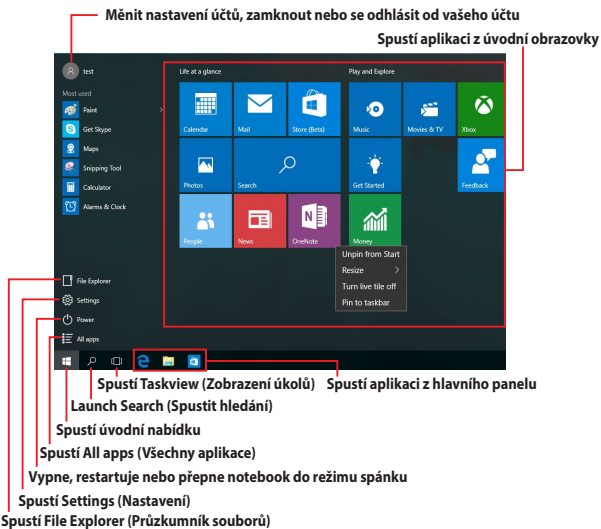 Měnit nastavení účtů, zamknout nebo se odhlásit od vašeho účtu
Spustí aplikaci z úvodní obrazovky
test
Life at a glance
Play and Explore
Most used
Paint
Get Skype
Maps
Snipping Tool
Calculator
Alarms & Clock
Calendar
Mail
Store (Beta)
Music
Movies & TV
Xbox
Photos
Search
Get Started
Feedback
People
News
OneNote
Money
Unpin from Start
Resize
Turn live tile off
Pin to taskbar
File Explorer
Settings
Power
All apps
Spustí Taskview (Zobrazení úkolů)
Spustí aplikaci z hlavního panelu
Launch Search (Spustit hledání)
Spustí úvodní nabídku
Spustí All apps (Všechny aplikace)
Vypne, restartuje nebo přepne notebook do režimu spánku
Spustí Settings (Nastavení)
Spustí File Explorer (Průzkumník souborů)